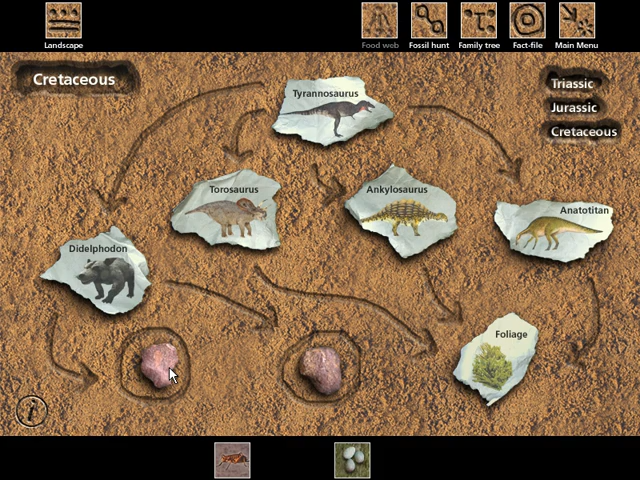 Landscape
Food web
Fossil hunt
Family tree
Fact-file
Main Menu
Cretaceous
Triassic
Jurassic
Cretaceous
Tyrannosaurus
Torosaurus
Ankylosaurus
Anatotitan
Didelphodon
Foliage
i